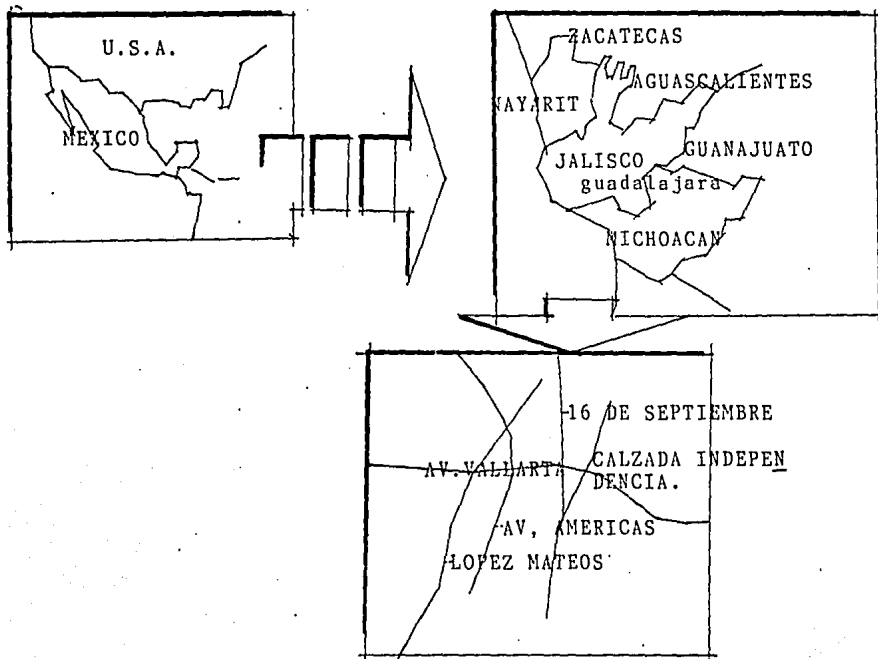 U.S.A.
MEXICO
ZACATECAS
AGUASCALIENTES
NAYARIT
JALISCO
GUANAJUATO
guadalajara
MICHOACAN
16 DE SEPTIEMBRE
AV.VALLARTA
CALZADA INDEPEN
DENCIA.
AV, AMERICAS
LOPEZ MATEOS